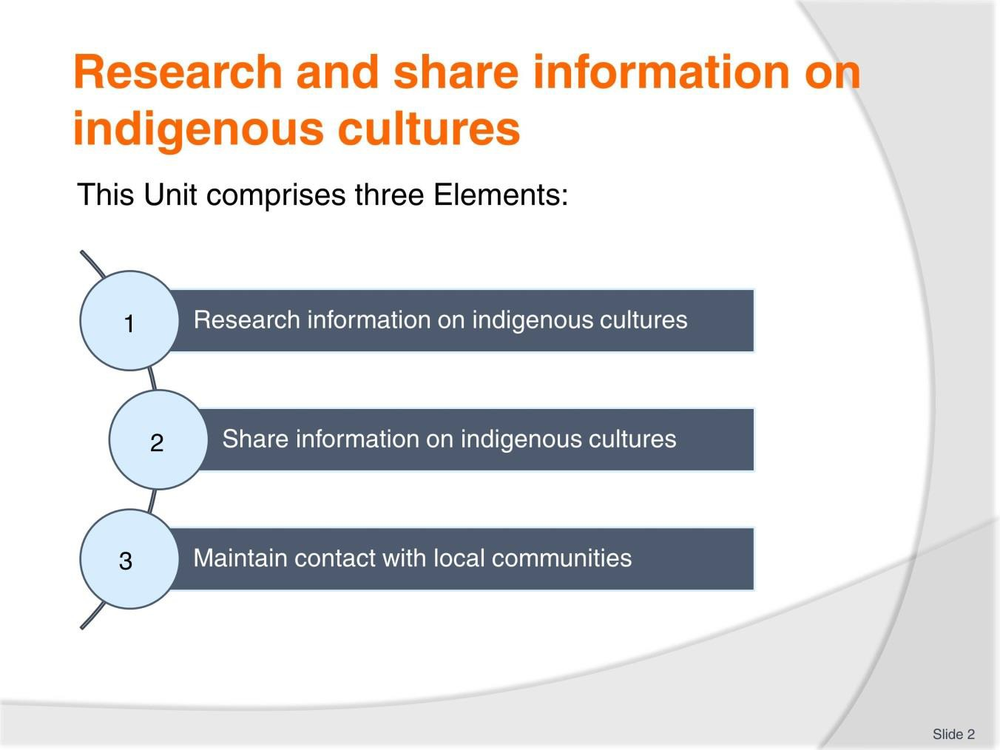 Research and share information on
indigenous cultures
This Unit comprises three Elements:
1
Research information on indigenous cultures
2
Share information on indigenous cultures
3
Maintain contact with local communities
Slide 2